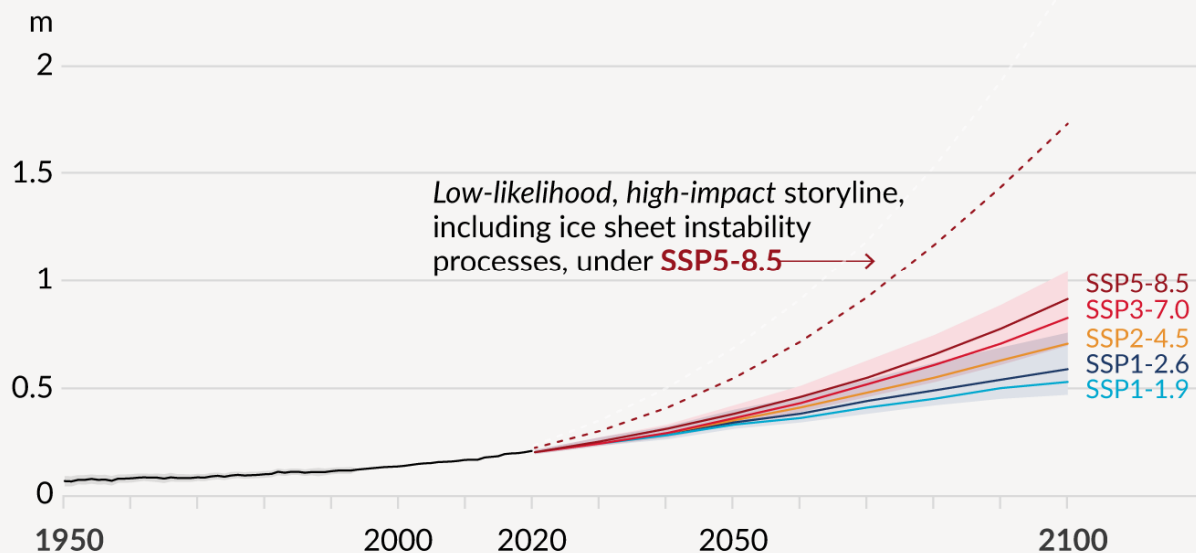 m
2
1.5
Low-likelihood, high-impact storyline,
including ice sheet instability
processes, under SSP5-8.5
1
SSP5-8.5
SSP3-7.0
SSP2-4.5
SSP1-2.6
0.5
SSP1-1.9
0
1950 2000 2020 2050 2100